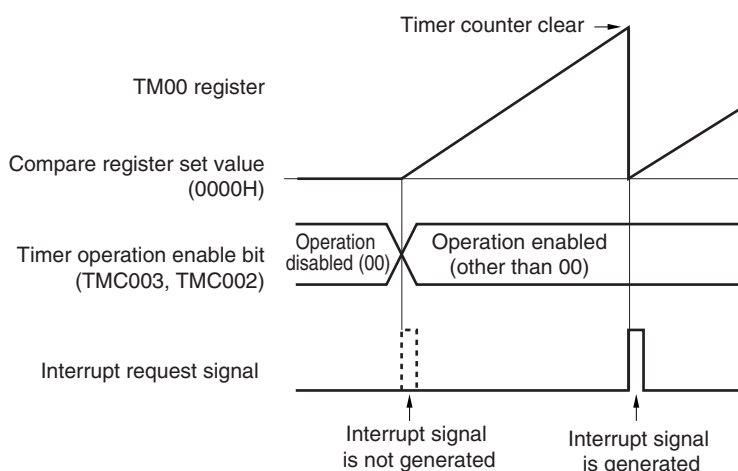 Timer counter clear
TM00 register
Compare register set value
(0000H)
Timer operation enable bit
(TMC003, TMC002)
Operation
disabled (00)
Operation enabled
(other than 00)
Interrupt request signal
Interrupt signal
is not generated
Interrupt signal
is generated